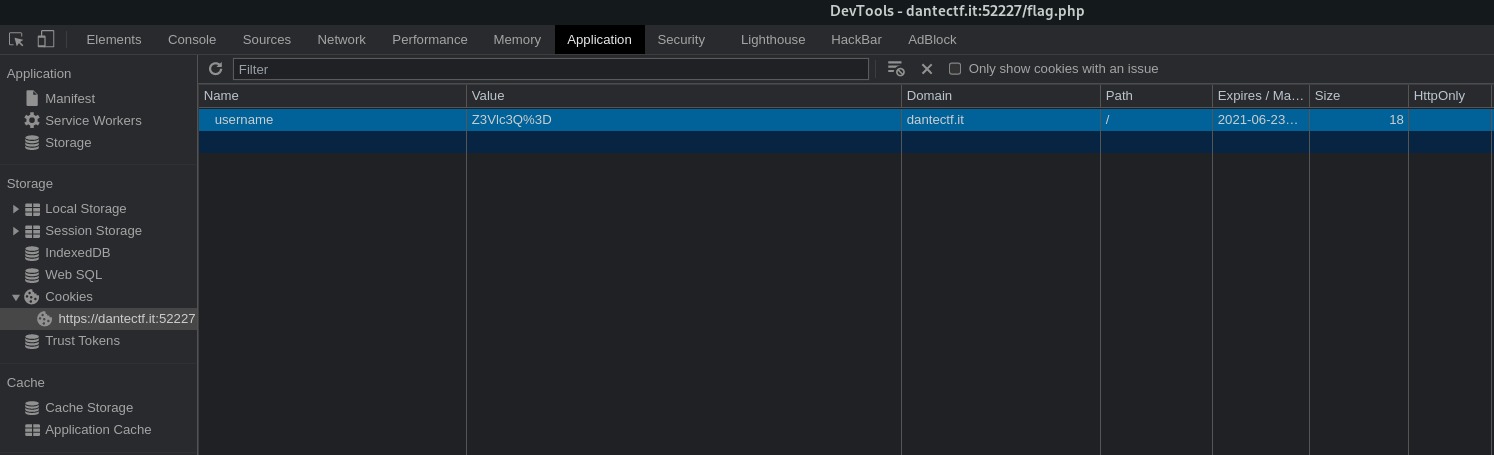 DevTools - dantectf.it:52227/flag.php
Elements Console Sources Network Performance Memory Application Security Lighthouse HackBar AdBlock
Application
Filter
Only show cookies with an issue
Name Value Domain Path Expires / Ma... Size HttpOnly
username Z3Vlc3Q%3D dantectf.it / 2021-06-23... 18
Manifest
Service Workers
Storage
Storage
Local Storage
Session Storage
IndexedDB
Web SQL
Cookies
https://dantectf.it:52227
Trust Tokens
Cache
Cache Storage
Application Cache